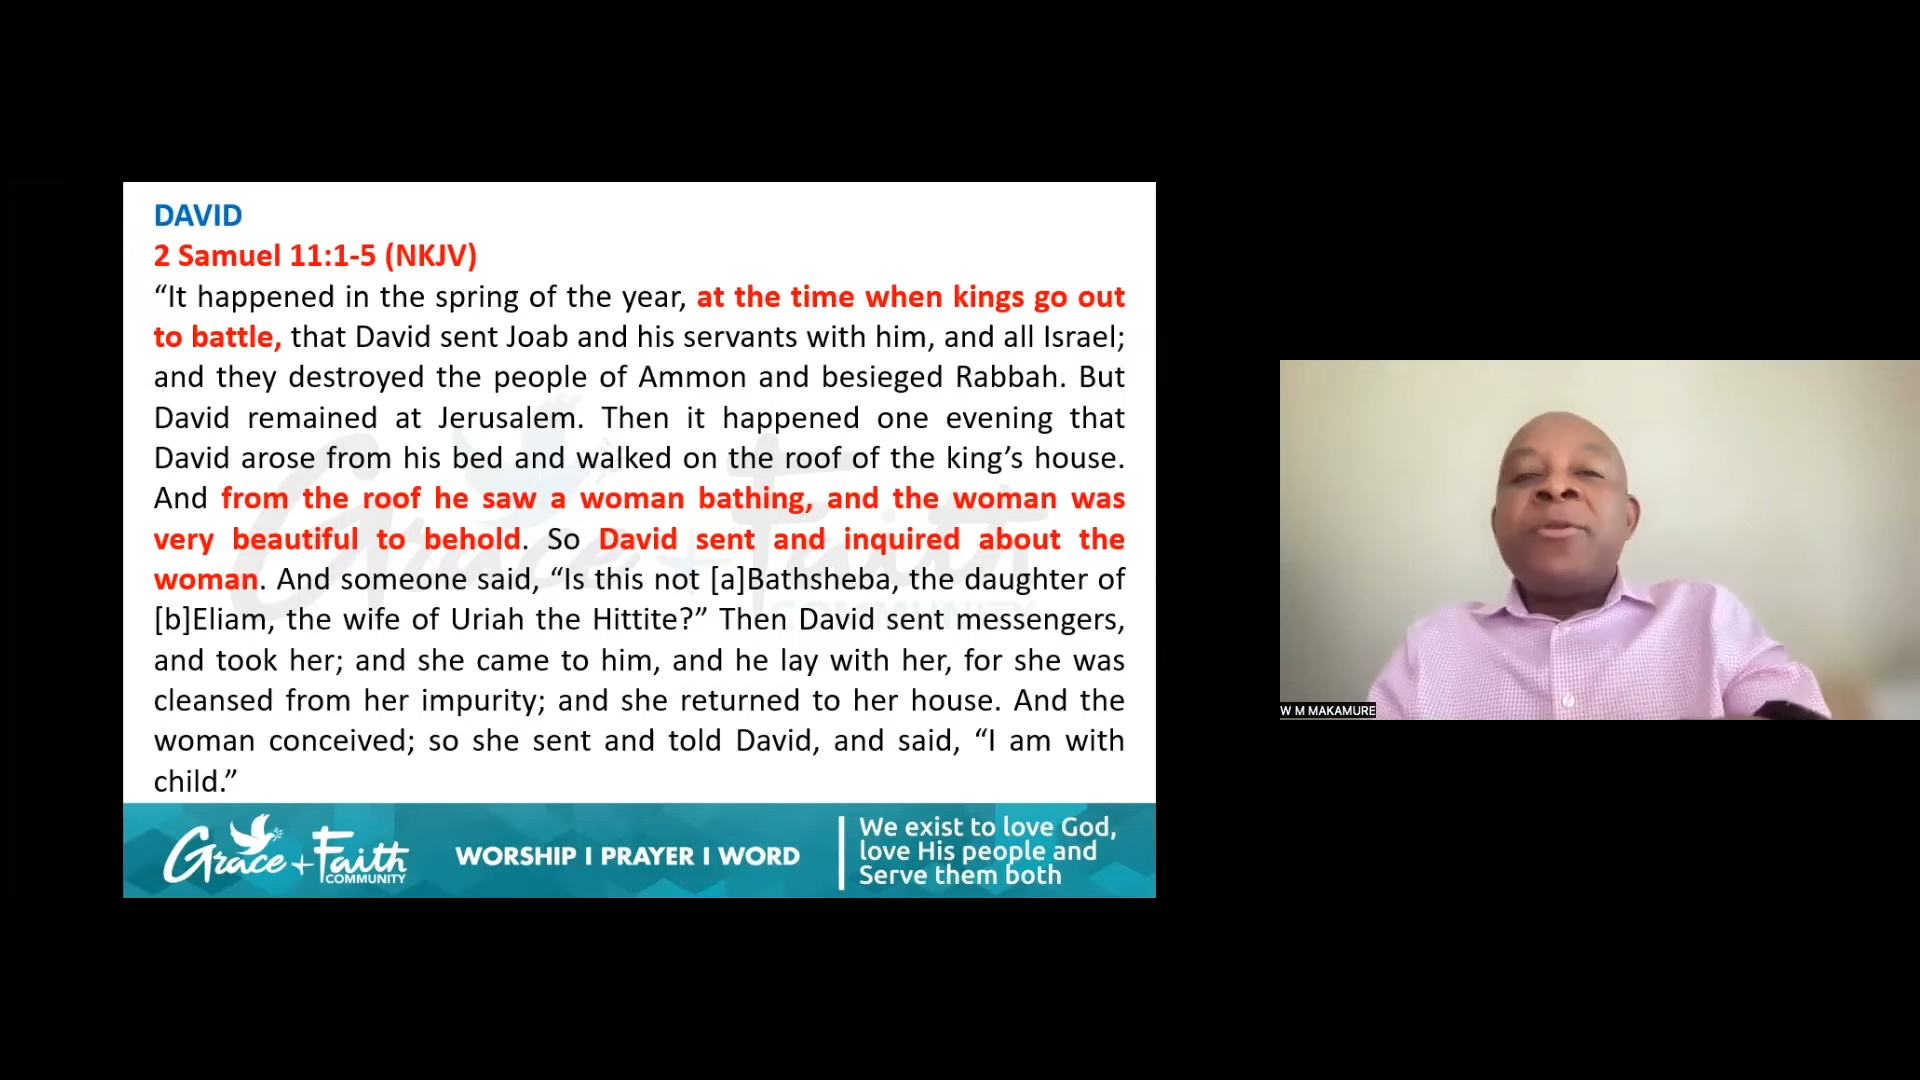 DAVID
2 Samuel 11:1-5 (NKJV)
“It happened in the spring of the year, at the time when kings go out
to battle, that David sent Joab and his servants with him, and all Israel;
and they destroyed the people of Ammon and besieged Rabbah. But
David remained at Jerusalem. Then it happened one evening that
David arose from his bed and walked on the roof of the king’s house.
And from the roof he saw a woman bathing, and the woman was
very beautiful to behold. So David sent and inquired about the
woman. And someone said, “Is this not [a]Bathsheba, the daughter of
[b]Eliam, the wife of Uriah the Hittite?” Then David sent messengers,
and took her; and she came to him, and he lay with her, for she was
cleansed from her impurity; and she returned to her house. And the
woman conceived; so she sent and told David, and said, “I am with
child.”
Grace + Faith
COMMUNITY
WORSHIP I PRAYER I WORD
We exist to love God,
love His people and
Serve them both
W M MAKAMURE